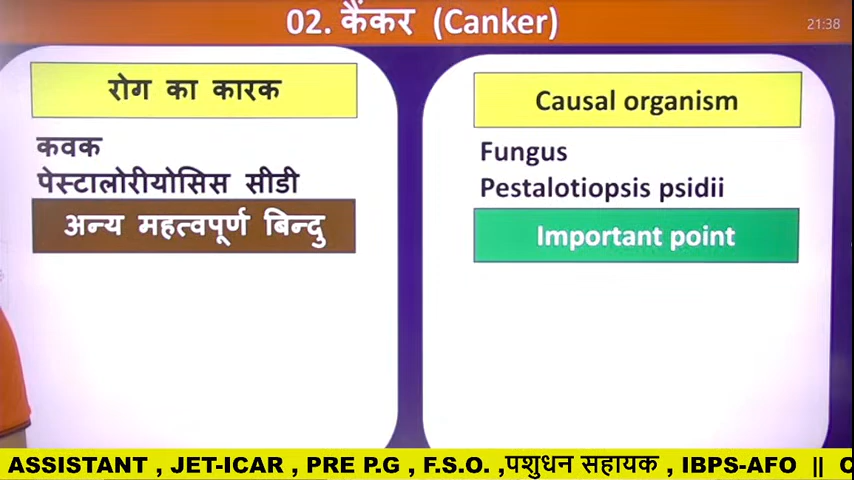 02. कैंकर (Canker)
21:38
रोग का कारक
कवक
पेस्टालोरीयोसिस सीडी
अन्य महत्वपूर्ण बिन्दु
Causal organism
Fungus
Pestalotiopsis psidii
Important point
ASSISTANT , JET-ICAR , PRE P.G , F.S.O. ,पशुधन सहायक , IBPS-AFO ||